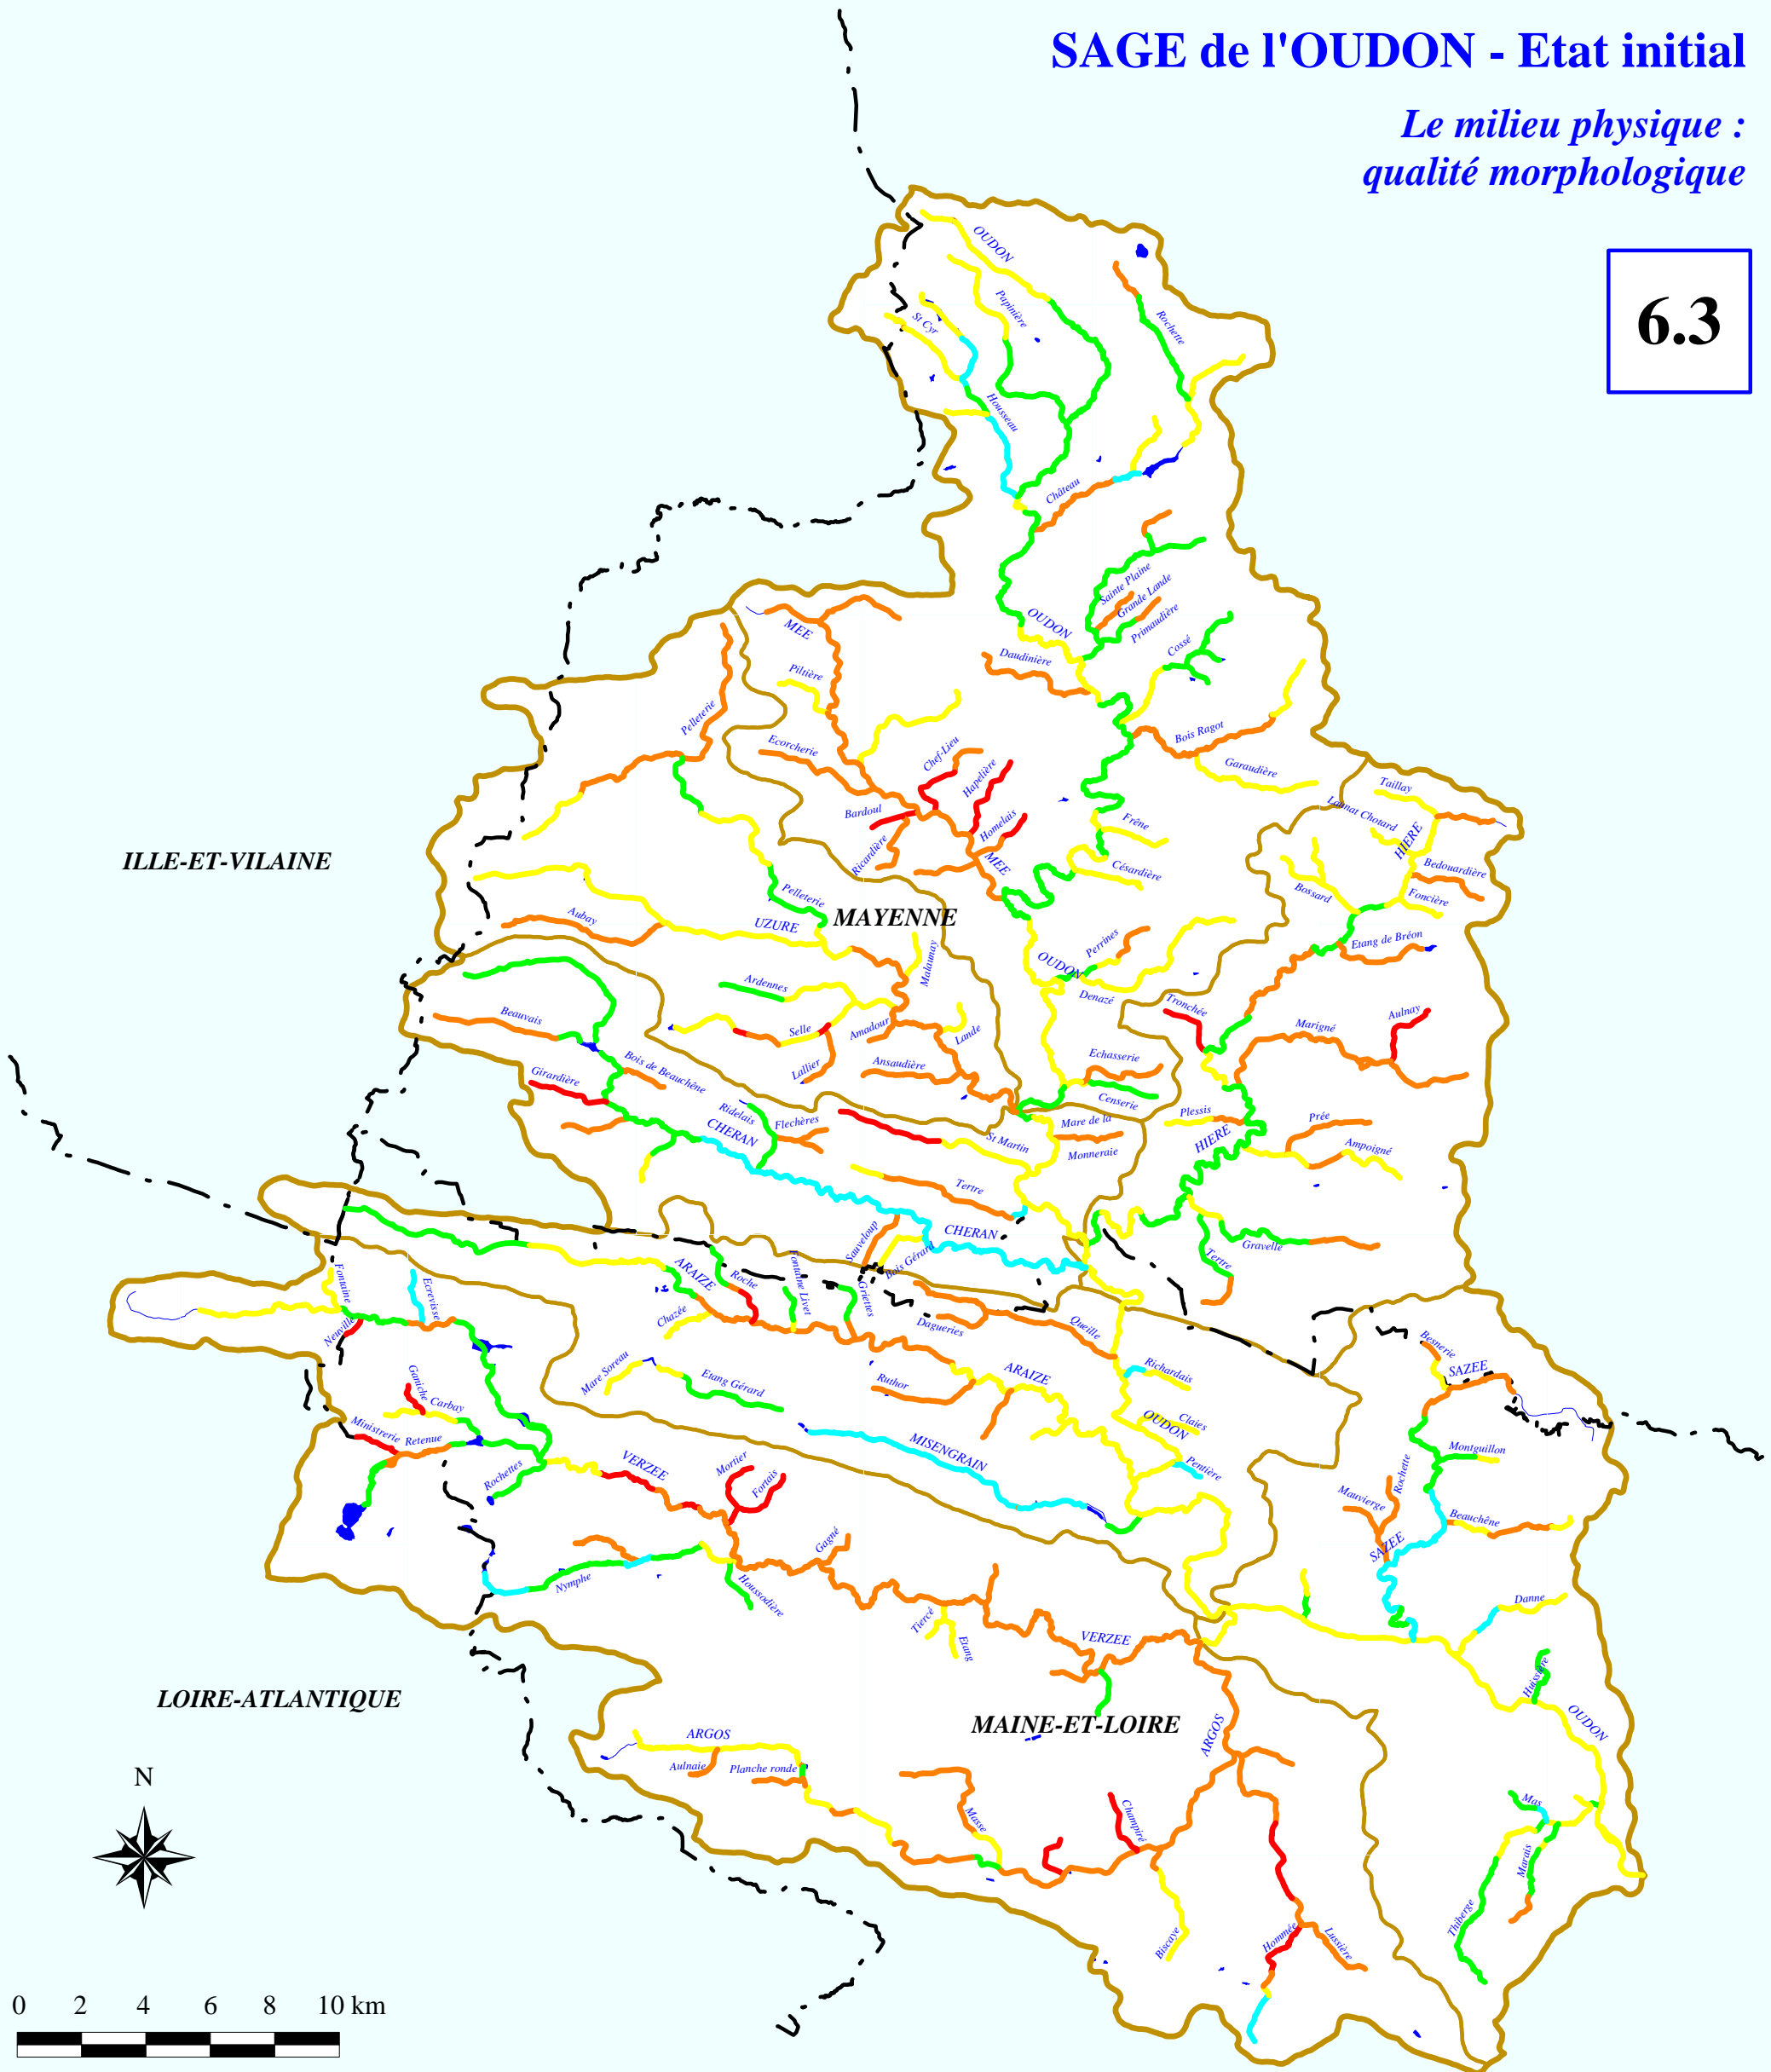 SAGE de l'OUDON - Etat initial
Le milieu physique :
qualité morphologique
6.3
OUDON
Papinière
Rochette
St Cyr
Housseau
Château
Sainte Plaine
Grande Lande
Primaudière
OUDON
MEE
Daudinière
Cossé
Piltière
Pelleterie
Bois Ragot
Ecorcherie
Chef-Lieu
Garaudière
Hapelière
Taillay
Bardoul
Homelais
Frêne
Launat Chotard
HIERE
Ricardière
MEE
Césardière
Bedouardière
Bossard
Foncière
ILLE-ET-VILAINE
Pelleterie
MAYENNE
Aubay
UZURE
Perrines
Etang de Bréon
Malaunay
OUDON
Ardennes
Denazé
Tronchée
Beauvais
Selle
Amadour
Lande
Marigné
Aulnay
Bois de Beauchêne
Lallier
Ansaudière
Echasserie
Girardière
Censerie
Ridelais
Flechères
CHERAN
Mare de la
Plessis
Prée
St Martin
Monneraie
HIERE
Ampoigné
Tertre
Sauveloup
CHERAN
Bois Gérard
Gravelle
Tertre
Fontaine
Ecrevisse
ARAIZE
Roche
Fontaine Livet
Griettes
Chazée
Neuville
Dagueries
Queille
Besnerie
Mare Soreau
Etang Gérard
Ruthor
ARAIZE
Richardais
SAZEE
Ganiche
Carbay
Claies
OUDON
Ministrerie
Retenue
MISENGRAIN
Montguillon
Rochettes
VERZEE
Mortier
Fortais
Pentière
Rochette
Mauvierge
Beauchêne
Gagné
SAZEE
Nymphe
Houssodière
Danne
Tiercé
Etang
VERZEE
Huissière
LOIRE-ATLANTIQUE
MAINE-ET-LOIRE
OUDON
ARGOS
ARGOS
Aulnaie
Planche ronde
N
Masse
Champiré
Mas
Marais
Biscaye
Hommée
Lussière
Thiberge
0 2 4 6 8 10 km